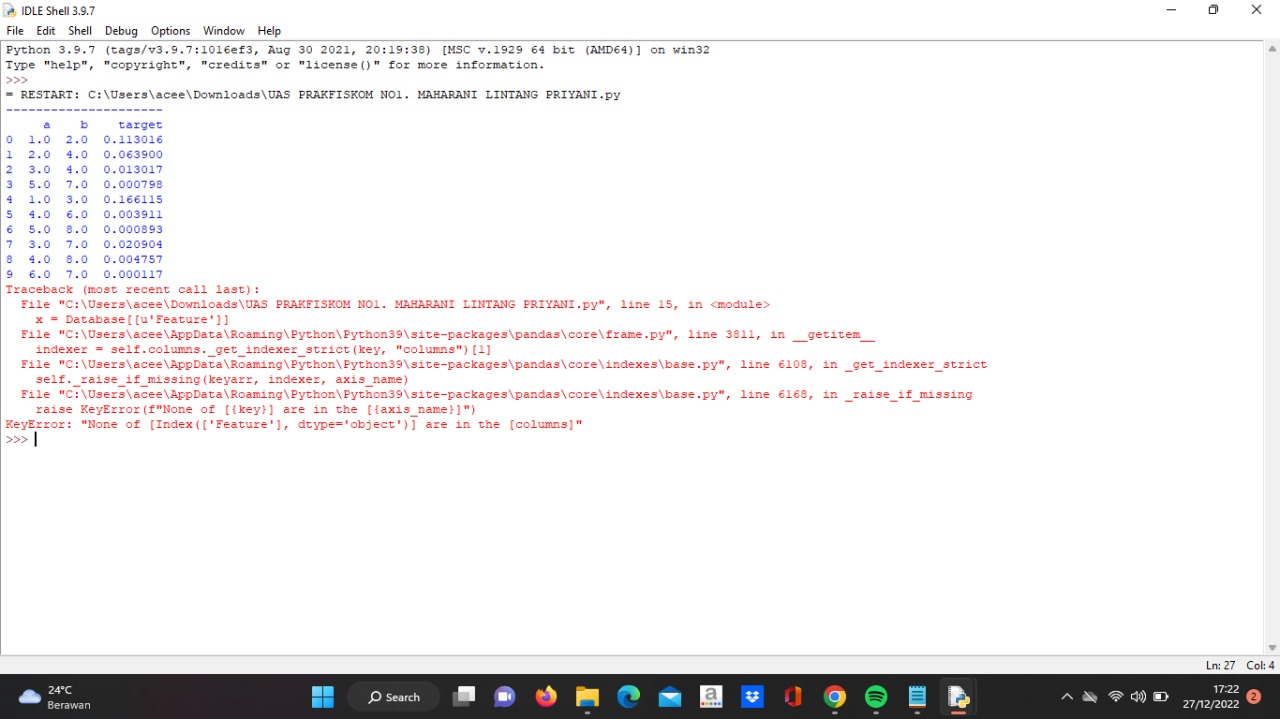 IDLE Shell 3.9.7
File Edit Shell Debug Options Window Help
Python 3.9.7 (tags/v3.9.7:1016ef3, Aug 30 2021, 20:19:38) [MSC v.1929 64 bit (AMD64)] on win32
Type "help", "copyright", "credits" or "license()" for more information.
>>>
= RESTART: C:\Users\acee\Downloads\UAS PRAKFISKOM NO1. MAHARANI LINTANG PRIYANI.py
---------------------
     a    b    target
0  1.0  2.0  0.113016
1  2.0  4.0  0.063900
2  3.0  4.0  0.013017
3  5.0  7.0  0.000798
4  1.0  3.0  0.166115
5  4.0  6.0  0.003911
6  5.0  8.0  0.000893
7  3.0  7.0  0.020904
8  4.0  8.0  0.004757
9  6.0  7.0  0.000117
Traceback (most recent call last):
  File "C:\Users\acee\Downloads\UAS PRAKFISKOM NO1. MAHARANI LINTANG PRIYANI.py", line 15, in <module>
    x = Database[[u'Feature']]
  File "C:\Users\acee\AppData\Roaming\Python\Python39\site-packages\pandas\core\frame.py", line 3811, in __getitem__
    indexer = self.columns._get_indexer_strict(key, "columns")[1]
  File "C:\Users\acee\AppData\Roaming\Python\Python39\site-packages\pandas\core\indexes\base.py", line 6108, in _get_indexer_strict
    self._raise_if_missing(keyarr, indexer, axis_name)
  File "C:\Users\acee\AppData\Roaming\Python\Python39\site-packages\pandas\core\indexes\base.py", line 6168, in _raise_if_missing
    raise KeyError(f"None of [{key}] are in the [{axis_name}]")
KeyError: "None of [Index(['Feature'], dtype='object')] are in the [columns]"
>>>
Ln: 27 Col: 4
24°C
Berawan
Search
a
17:22
27/12/2022
2